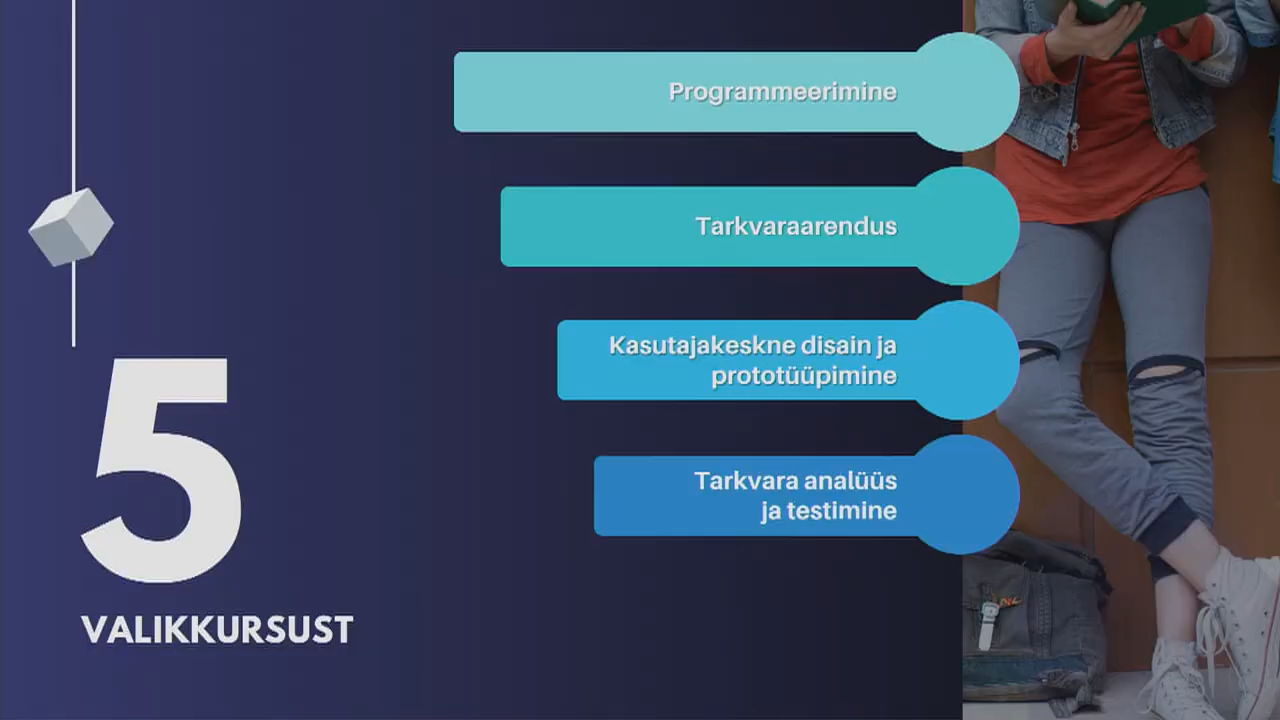 Programmeerimine
Tarkvaraarendus
Kasutajakeskne disain ja
prototüüpimine
Tarkvara analüüs
ja testimine
5
VALIKKURSUST